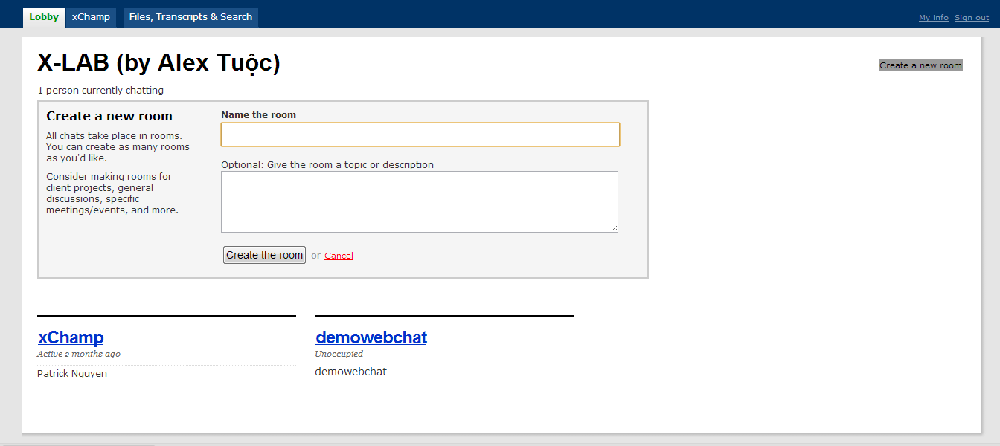 Lobby xChamp Files, Transcripts & Search My info Sign out
X-LAB (by Alex Tuộc)
Create a new room
1 person currently chatting
Create a new room
All chats take place in rooms.
You can create as many rooms
as you'd like.
Consider making rooms for
client projects, general
discussions, specific
meetings/events, and more.
Name the room
Optional: Give the room a topic or description
Create the room or Cancel
xChamp
Active 2 months ago
Patrick Nguyen
demowebchat
Unoccupied
demowebchat